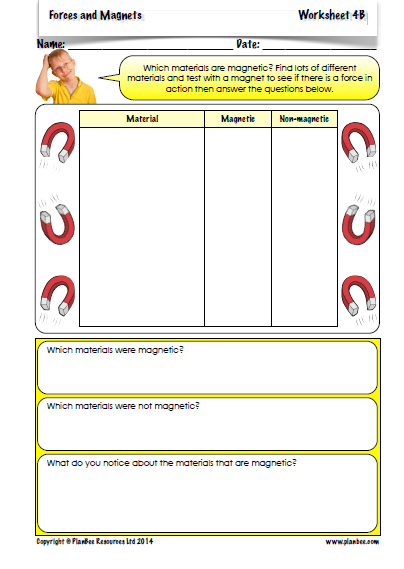 Forces and Magnets Worksheet 4B
Name: Date:
Which materials are magnetic? Find lots of different
materials and test with a magnet to see if there is a force in
action then answer the questions below.
Material Magnetic Non-magnetic
Which materials were magnetic?
Which materials were not magnetic?
What do you notice about the materials that are magnetic?
Copyright © PlanBee Resources Ltd 2014 www.planbee.com